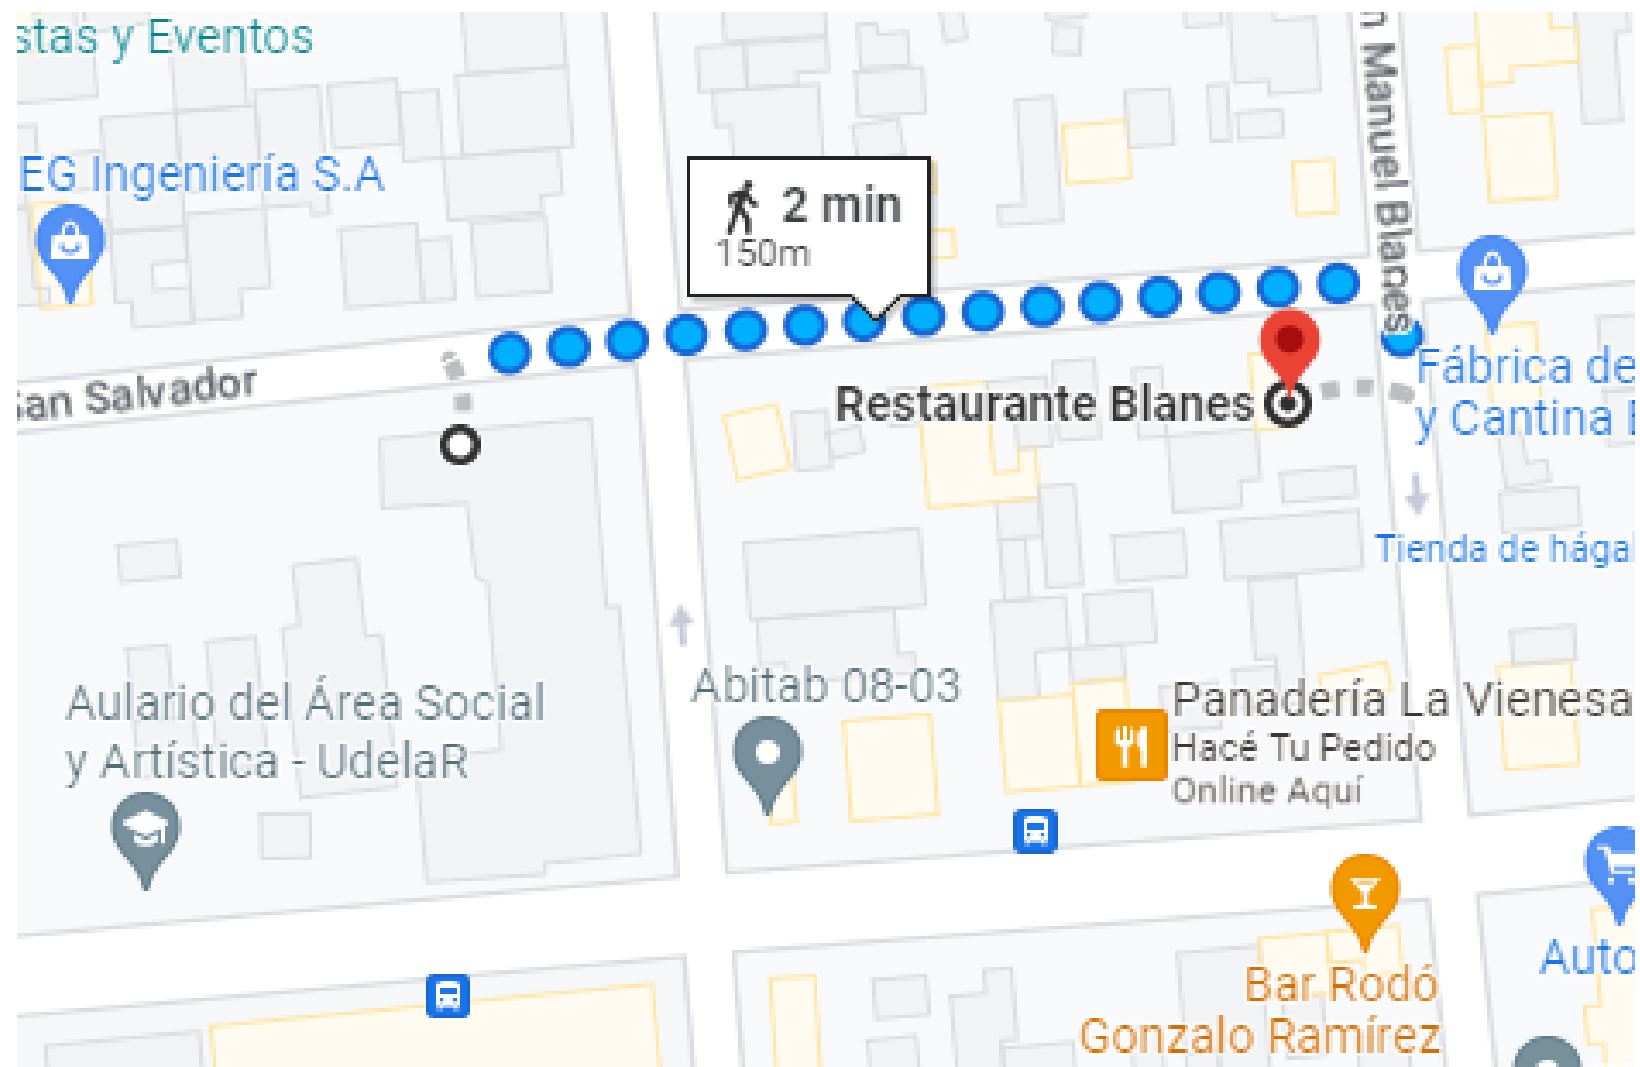 stas y Eventos
n Manuel Blanes
EG Ingeniería S.A
2 min
150m
San Salvador
Restaurante Blanes
Fábrica de
y Cantina
Tienda de hágal
Abitab 08-03
Aulario del Área Social
y Artística - UdelaR
Panadería La Vienesa
Hacé Tu Pedido
Online Aquí
Bar Rodó
Gonzalo Ramírez
Auto